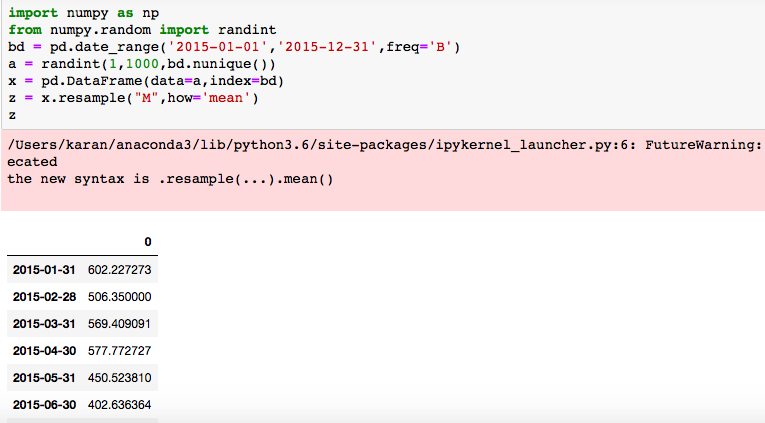 import numpy as np
from numpy.random import randint
bd = pd.date_range('2015-01-01','2015-12-31',freq='B')
a = randint(1,1000,bd.nunique())
x = pd.DataFrame(data=a,index=bd)
z = x.resample("M",how='mean')
z
/Users/karan/anaconda3/lib/python3.6/site-packages/ipykernel_launcher.py:6: FutureWarning:
ecated
the new syntax is .resample(...).mean()
0
2015-01-31 602.227273
2015-02-28 506.350000
2015-03-31 569.409091
2015-04-30 577.772727
2015-05-31 450.523810
2015-06-30 402.636364